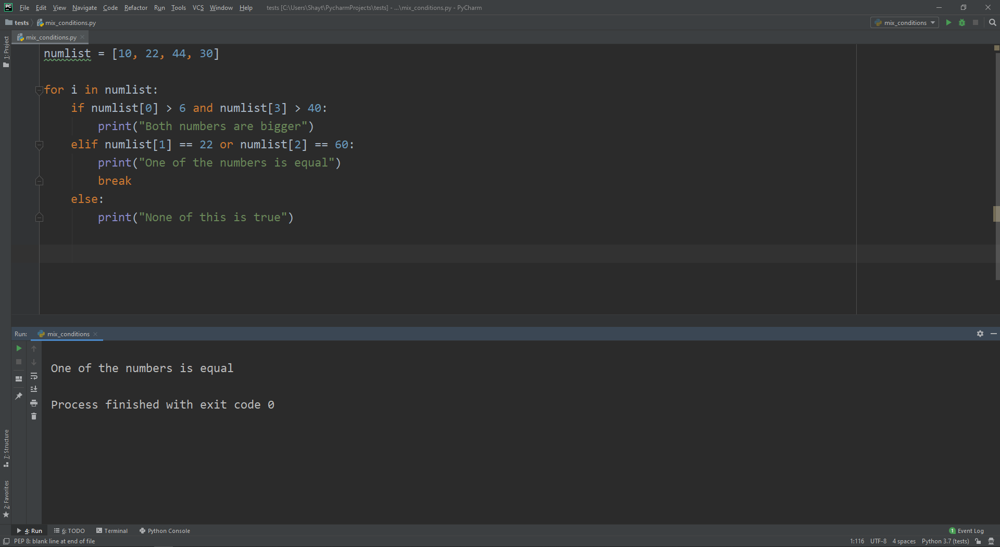 PC File Edit View Navigate Code Refactor Run Tools VCS Window Help tests [C:\Users\Shayt\PycharmProjects\tests] - ...\mix_conditions.py - PyCharm
tests mix_conditions.py mix_conditions
mix_conditions.py
1: Project
numlist = [10, 22, 44, 30]
for i in numlist:
    if numlist[0] > 6 and numlist[3] > 40:
        print("Both numbers are bigger")
    elif numlist[1] == 22 or numlist[2] == 60:
        print("One of the numbers is equal")
        break
    else:
        print("None of this is true")
Run: mix_conditions
One of the numbers is equal
Process finished with exit code 0
7: Structure
2: Favorites
4: Run 6: TODO Terminal Python Console 1 Event Log
PEP 8: blank line at end of file 1:116 UTF-8 4 spaces Python 3.7 (tests)